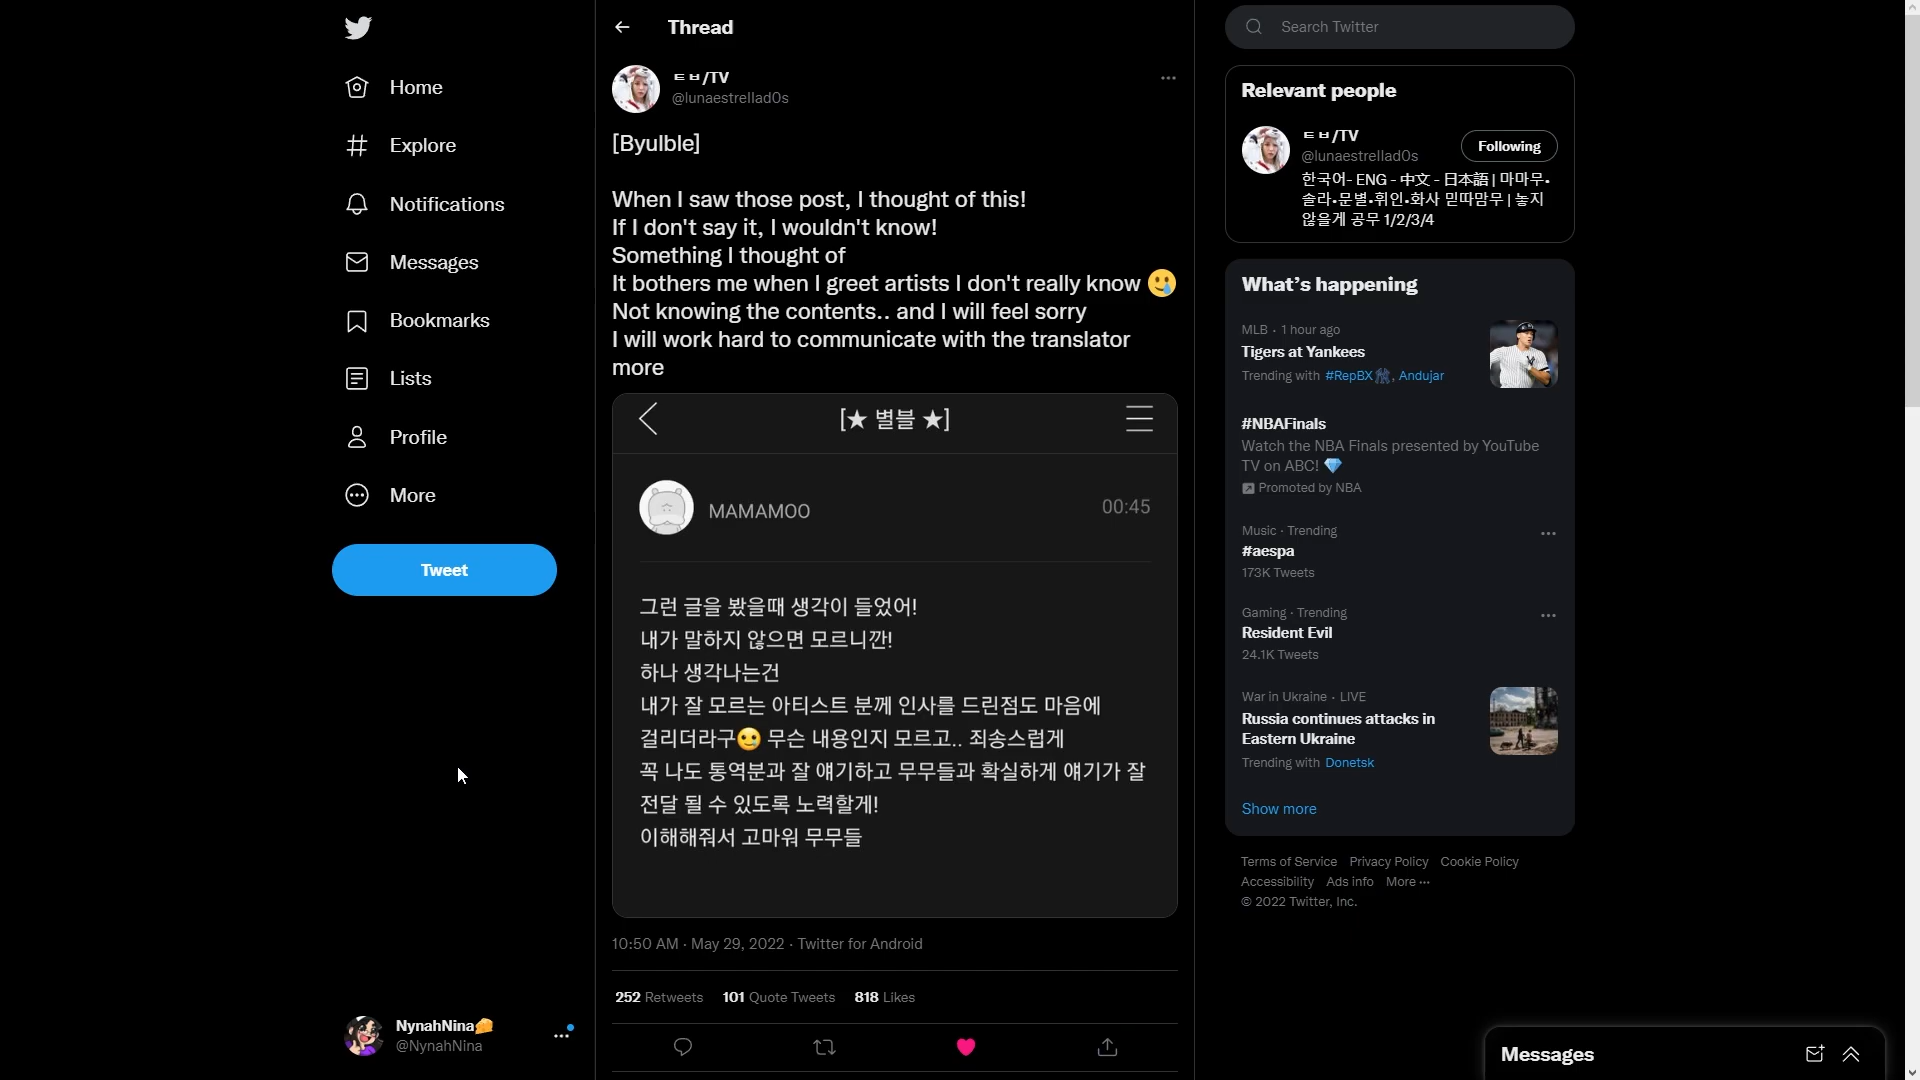 Home
Explore
Notifications
Messages
Bookmarks
Lists
Profile
More
Tweet
NynahNina
@NynahNina
Thread
ㅌㅂ/TV
@lunaestrellad0s
[Byulble]
When I saw those post, I thought of this!
If I don't say it, I wouldn't know!
Something I thought of
It bothers me when I greet artists I don't really know 🥲
Not knowing the contents.. and I will feel sorry
I will work hard to communicate with the translator
more
[★ 별블 ★]
MAMAMOO
00:45
그런 글을 봤을때 생각이 들었어!
내가 말하지 않으면 모르니깐!
하나 생각나는건
내가 잘 모르는 아티스트 분께 인사를 드린점도 마음에
걸리더라구🥲 무슨 내용인지 모르고.. 죄송스럽게
꼭 나도 통역분과 잘 얘기하고 무무들과 확실하게 얘기가 잘
전달 될 수 있도록 노력할게!
이해해줘서 고마워 무무들
10:50 AM · May 29, 2022 · Twitter for Android
252 Retweets 101 Quote Tweets 818 Likes
Search Twitter
Relevant people
ㅌㅂ/TV
@lunaestrellad0s
Following
한국어- ENG - 中文 - 日本語 | 마마무•
솔라•문별•휘인•화사 믿따맘무 | 놓지
않을게 공무 1/2/3/4
What's happening
MLB · 1 hour ago
Tigers at Yankees
Trending with #RepBX, Andujar
#NBAFinals
Watch the NBA Finals presented by YouTube
TV on ABC! 💎
Promoted by NBA
Music · Trending
#aespa
173K Tweets
Gaming · Trending
Resident Evil
24.1K Tweets
War in Ukraine · LIVE
Russia continues attacks in
Eastern Ukraine
Trending with Donetsk
Show more
Terms of Service Privacy Policy Cookie Policy
Accessibility Ads info More ···
© 2022 Twitter, Inc.
Messages